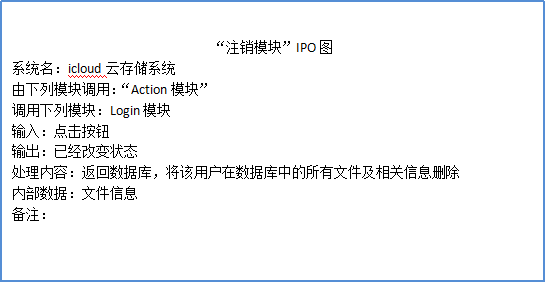 “注销模块”IPO 图
系统名：icloud 云存储系统
由下列模块调用：“Action 模块”
调用下列模块：Login 模块
输入：点击按钮
输出：已经改变状态
处理内容：返回数据库，将该用户在数据库中的所有文件及相关信息删除
内部数据：文件信息
备注：